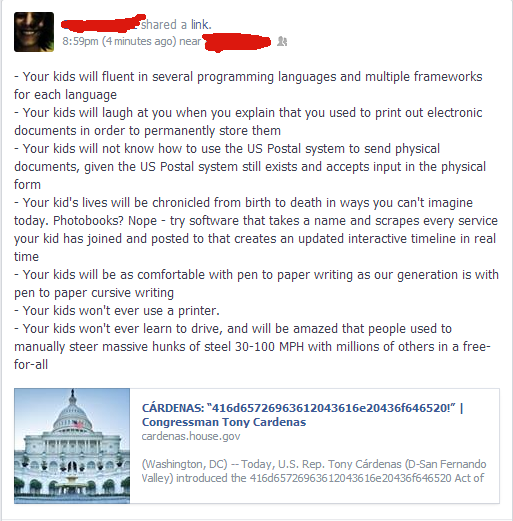 shared a link.
8:59pm (4 minutes ago) near
- Your kids will fluent in several programming languages and multiple frameworks
for each language
- Your kids will laugh at you when you explain that you used to print out electronic
documents in order to permanently store them
- Your kids will not know how to use the US Postal system to send physical
documents, given the US Postal system still exists and accepts input in the physical
form
- Your kid's lives will be chronicled from birth to death in ways you can't imagine
today. Photobooks? Nope - try software that takes a name and scrapes every service
your kid has joined and posted to that creates an updated interactive timeline in real
time
- Your kids will be as comfortable with pen to paper writing as our generation is with
pen to paper cursive writing
- Your kids won't ever use a printer.
- Your kids won't ever learn to drive, and will be amazed that people used to
manually steer massive hunks of steel 30-100 MPH with millions of others in a free-
for-all
CÁRDENAS: “416d65726963612043616e20436f646520!” |
Congressman Tony Cardenas
cardenas.house.gov
(Washington, DC) -- Today, U.S. Rep. Tony Cárdenas (D-San Fernando
Valley) introduced the 416d65726963612043616e20436f646520 Act of